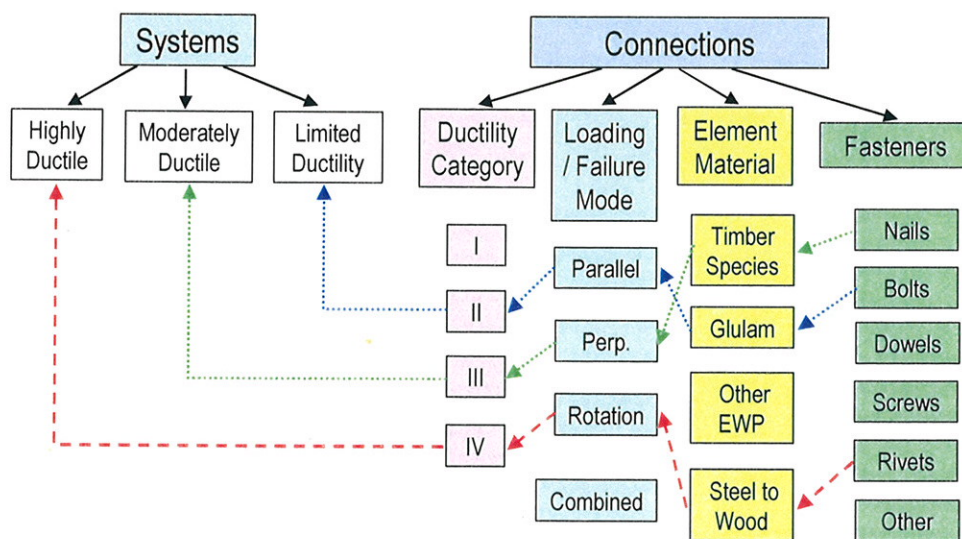 Systems
Connections
Highly
Ductile
Moderately
Ductile
Limited
Ductility
Ductility
Category
Loading
/ Failure
Mode
Element
Material
Fasteners
I
II
III
IV
Parallel
Perp.
Rotation
Combined
Timber
Species
Glulam
Other
EWP
Steel to
Wood
Nails
Bolts
Dowels
Screws
Rivets
Other